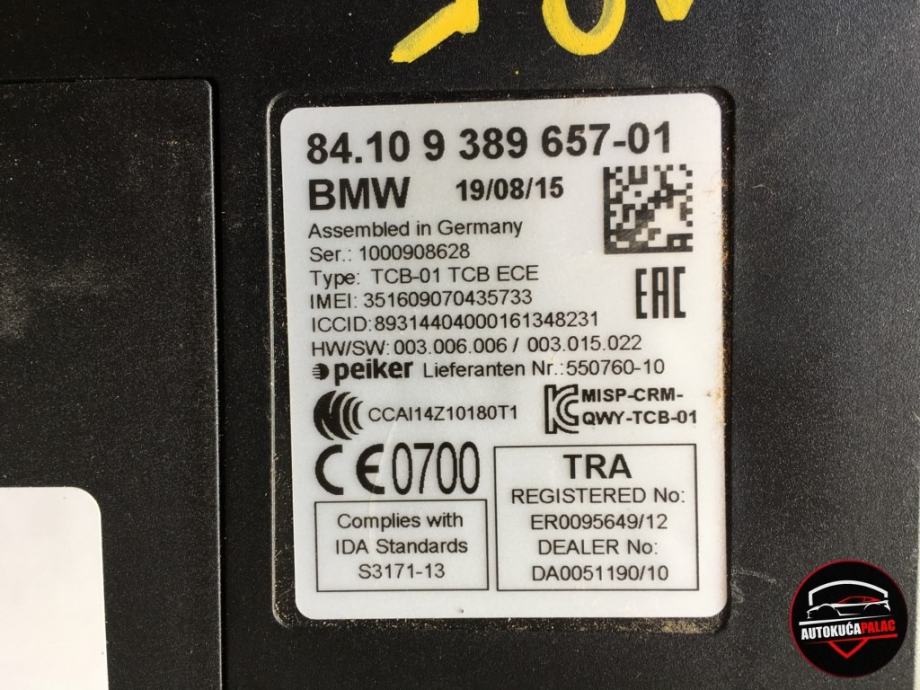 84.10 9 389 657-01
BMW 19/08/15
Assembled in Germany
Ser.: 1000908628
Type: TCB-01 TCB ECE
IMEI: 351609070435733
ICCID:89314404000161348231
HW/SW: 003.006.006 / 003.015.022
peiker Lieferanten Nr.:550760-10
CCAI14Z10180T1
MISP-CRM-
QWY-TCB-01
EAC
CE0700
Complies with
IDA Standards
S3171-13
TRA
REGISTERED No:
ER0095649/12
DEALER No:
DA0051190/10
AUTOKUĆAPALAC